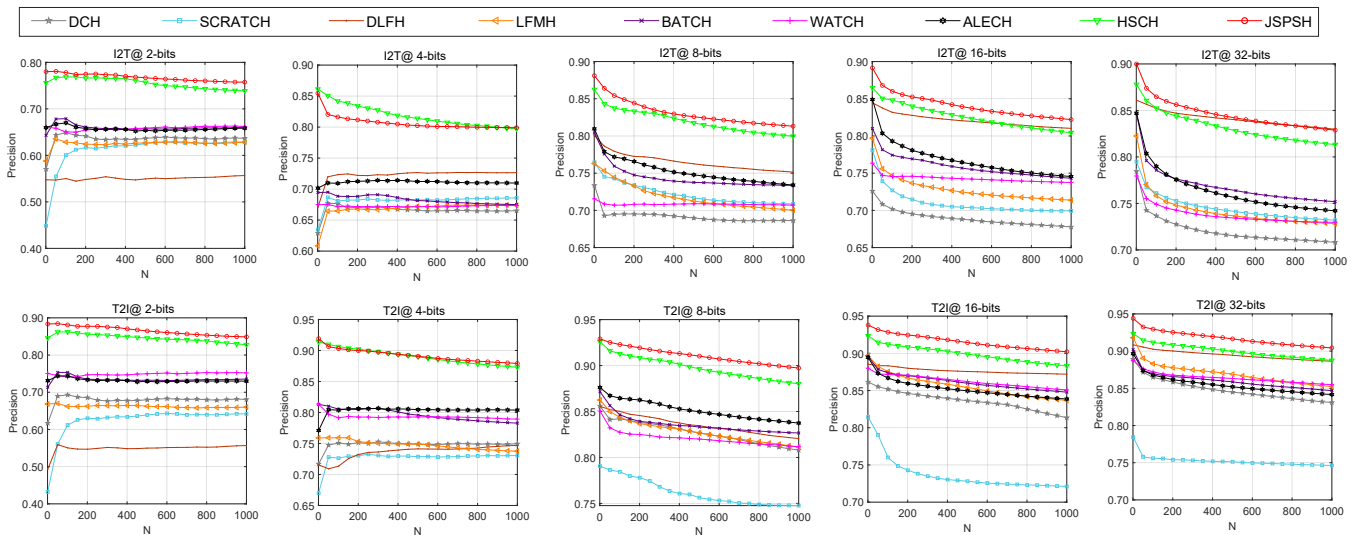 DCH SCRATCH DLFH LFMH BATCH WATCH ALECH HSCH JSPSH
I2T@ 2-bits I2T@ 4-bits I2T@ 8-bits I2T@ 16-bits I2T@ 32-bits
Precision
0.80
0.70
0.60
0.50
0.40
0 200 400 600 800 1000
N
Precision
0.90
0.85
0.80
0.75
0.70
0.65
0.60
0 200 400 600 800 1000
N
Precision
0.90
0.85
0.80
0.75
0.70
0.65
0 200 400 600 800 1000
N
Precision
0.90
0.85
0.80
0.75
0.70
0.65
0 200 400 600 800 1000
N
Precision
0.90
0.85
0.80
0.75
0.70
0 200 400 600 800 1000
N
T2I@ 2-bits T2I@ 4-bits T2I@ 8-bits T2I@ 16-bits T2I@ 32-bits
Precision
0.90
0.80
0.70
0.60
0.50
0.40
0 200 400 600 800 1000
N
Precision
0.95
0.90
0.85
0.80
0.75
0.70
0.65
0 200 400 600 800 1000
N
Precision
0.95
0.90
0.85
0.80
0.75
0 200 400 600 800 1000
N
Precision
0.95
0.90
0.85
0.80
0.75
0.70
0 200 400 600 800 1000
N
Precision
0.95
0.90
0.85
0.80
0.75
0.70
0 200 400 600 800 1000
N